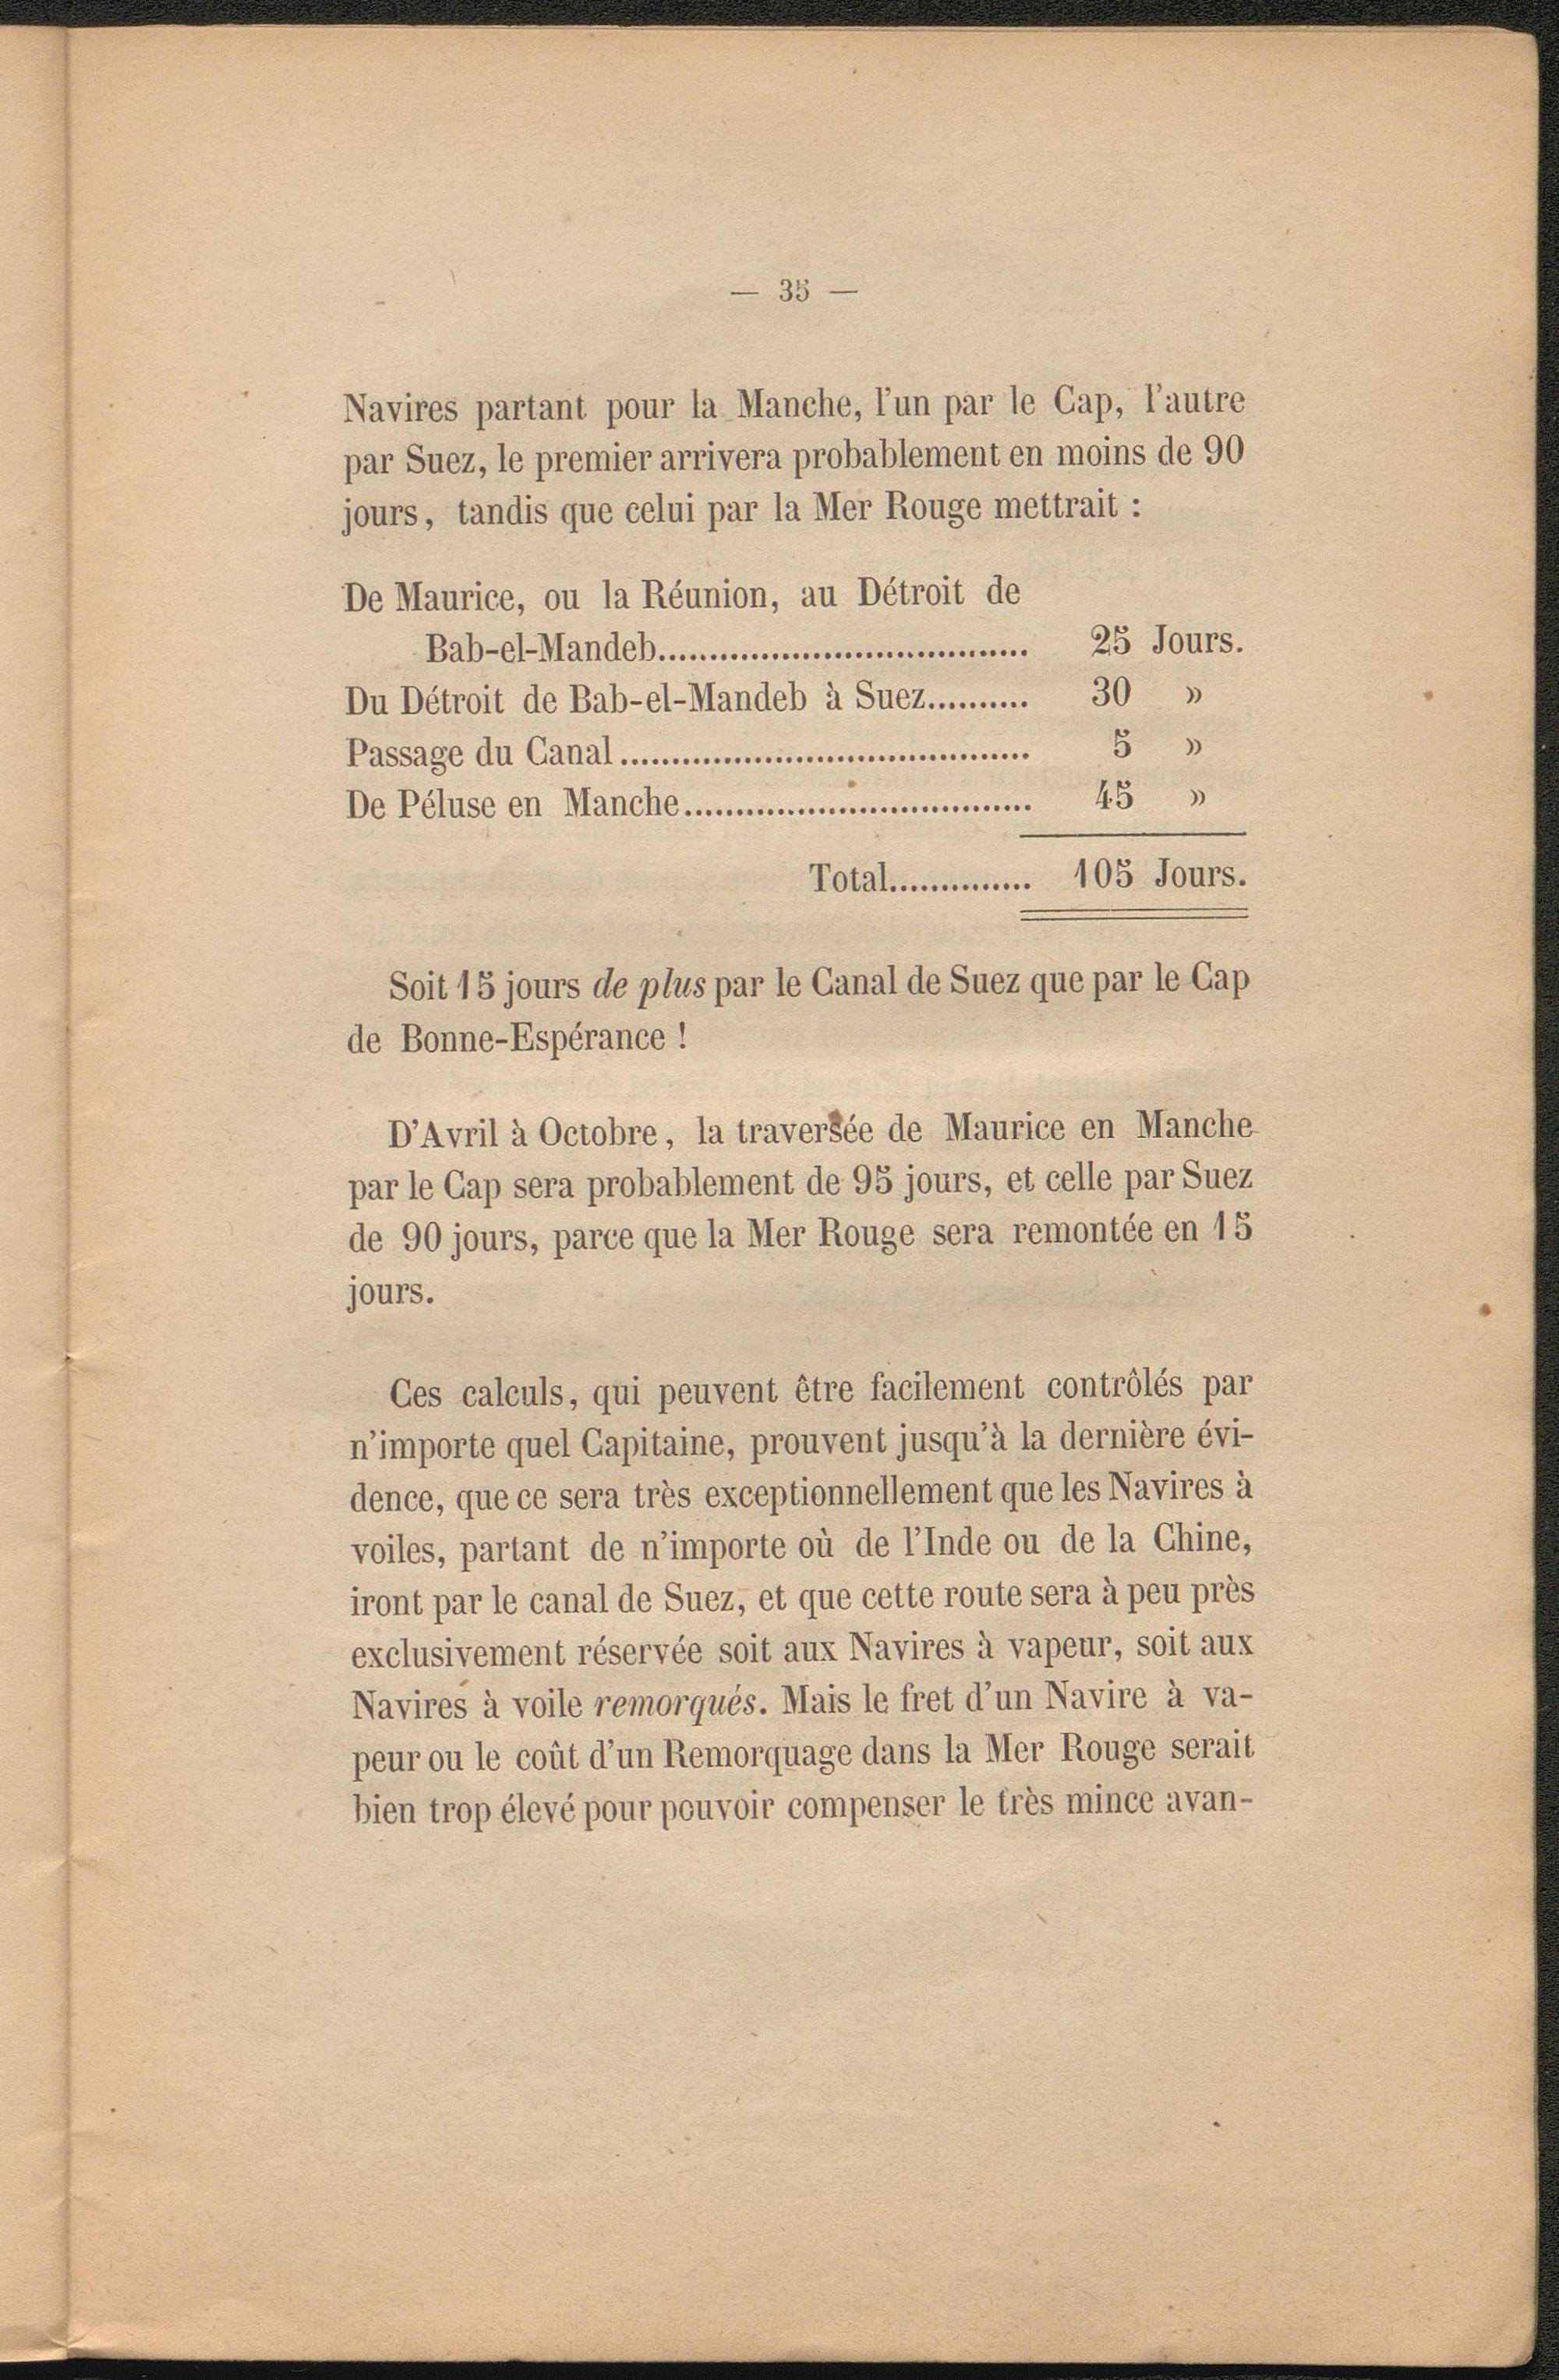 — 35 —
Navires partant pour la Manche, l'un par le Cap, l'autre
par Suez, le premier arrivera probablement en moins de 90
jours, tandis que celui par la Mer Rouge mettrait :
De Maurice, ou la Réunion, au Détroit de
Bab-el-Mandeb.................................... 25 Jours.
Du Détroit de Bab-el-Mandeb à Suez.......... 30 »
Passage du Canal........................................ 5 »
De Péluse en Manche.................................. 45 »
Total.............. 105 Jours.
Soit 15 jours de plus par le Canal de Suez que par le Cap
de Bonne-Espérance !
D'Avril à Octobre, la traversée de Maurice en Manche
par le Cap sera probablement de 95 jours, et celle par Suez
de 90 jours, parce que la Mer Rouge sera remontée en 15
jours.
Ces calculs, qui peuvent être facilement contrôlés par
n'importe quel Capitaine, prouvent jusqu'à la dernière évi-
dence, que ce sera très exceptionnellement que les Navires à
voiles, partant de n'importe où de l'Inde ou de la Chine,
iront par le canal de Suez, et que cette route sera à peu près
exclusivement réservée soit aux Navires à vapeur, soit aux
Navires à voile remorqués. Mais le fret d'un Navire à va-
peur ou le coût d'un Remorquage dans la Mer Rouge serait
bien trop élevé pour pouvoir compenser le très mince avan-